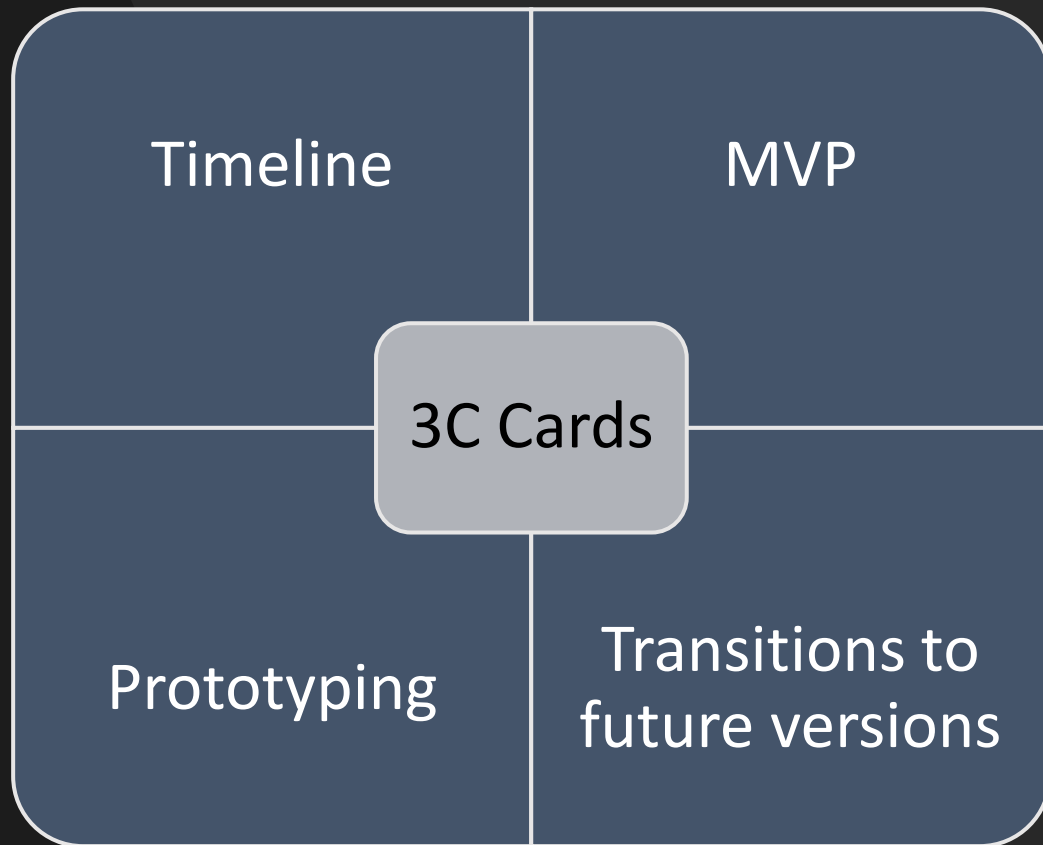 Timeline
MVP
3C Cards
Prototyping
Transitions to
future versions